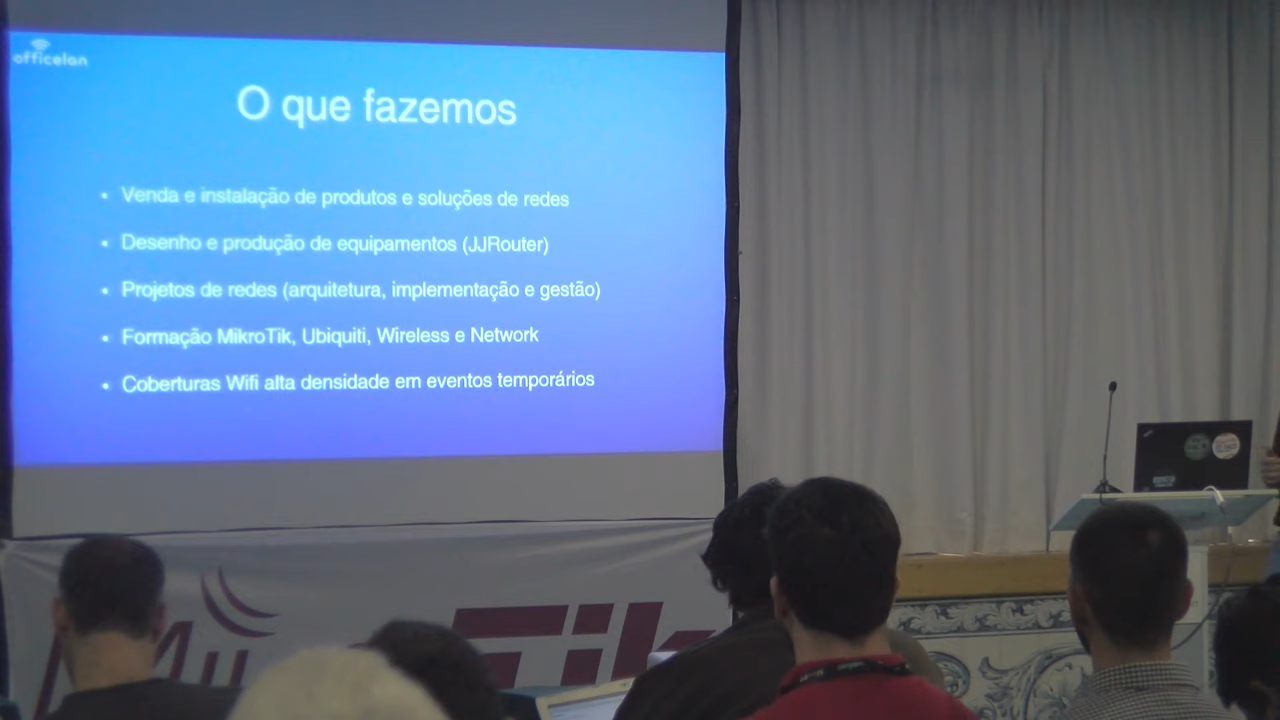 officelan
O que fazemos
• Venda e instalação de produtos e soluções de redes
• Desenho e produção de equipamentos (JJRouter)
• Projetos de redes (arquitetura, implementação e gestão)
• Formação MikroTik, Ubiquiti, Wireless e Network
• Coberturas Wifi alta densidade em eventos temporários